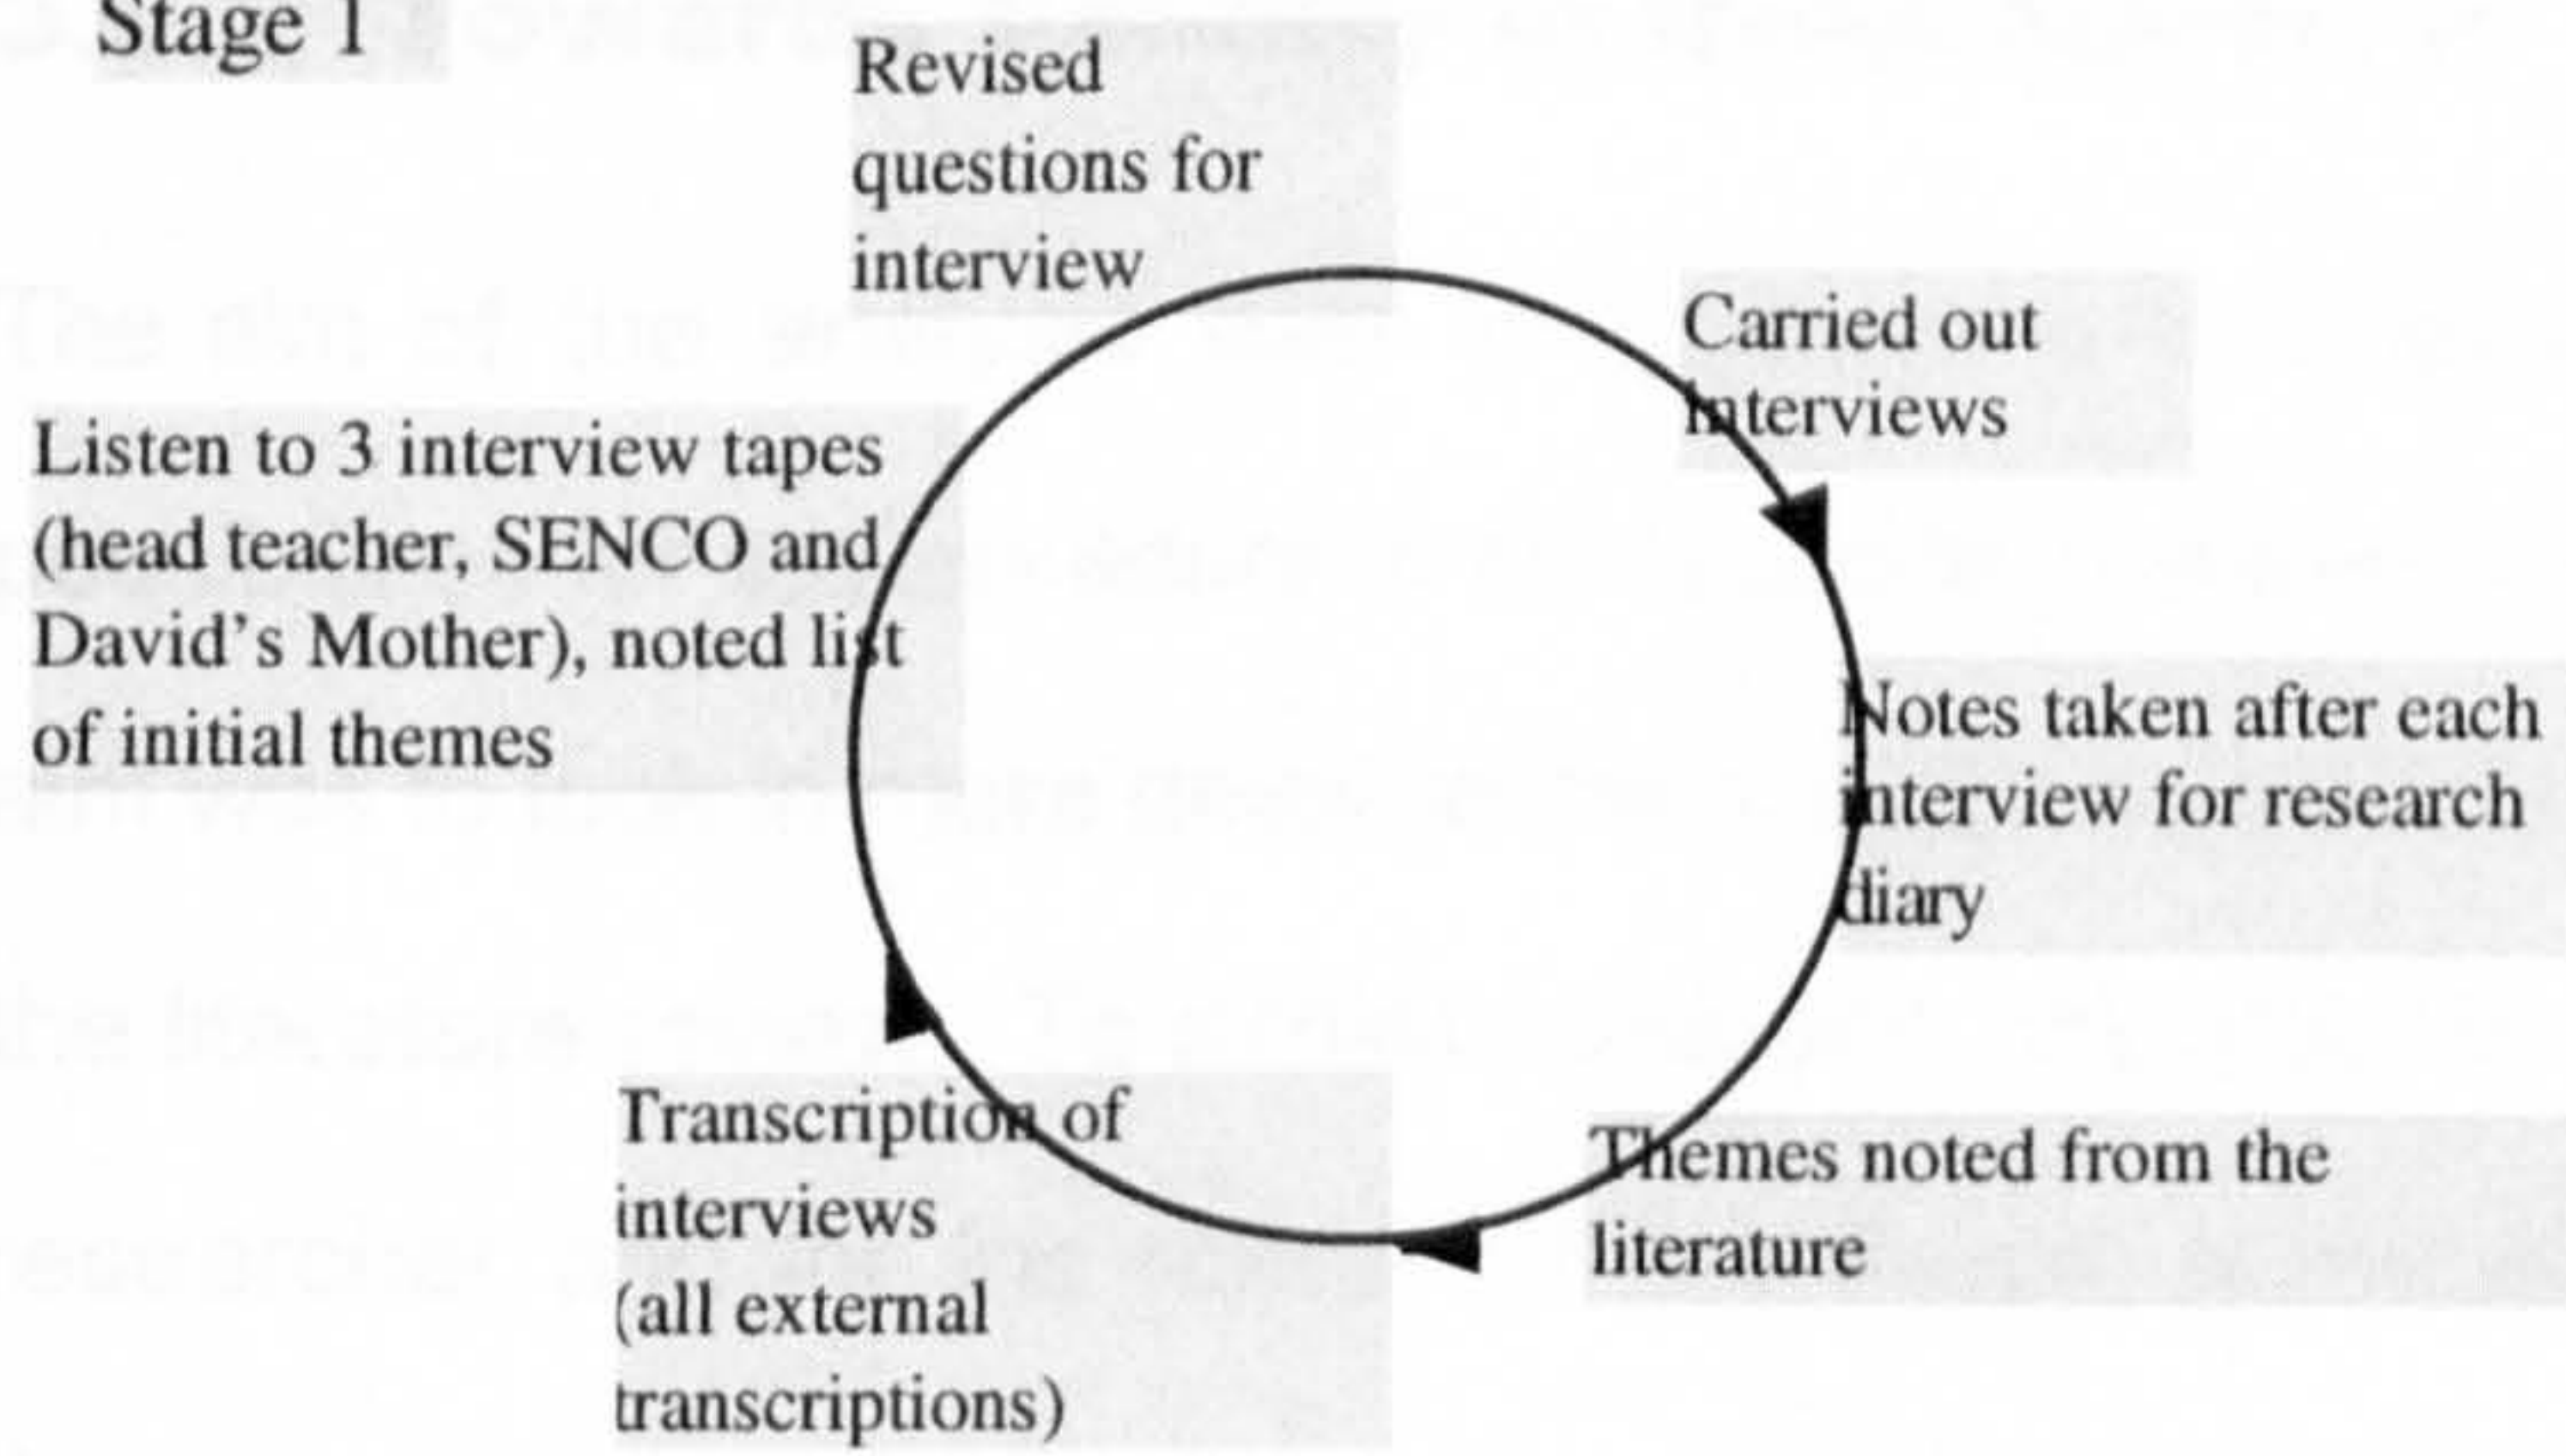 Stage 1
Revised
questions for
interview
Carried out
interviews
Notes taken after each
interview for research
diary
Themes noted from the
literature
Transcription of
interviews
(all external
transcriptions)
Listen to 3 interview tapes
(head teacher, SENCO and
David's Mother), noted list
of initial themes